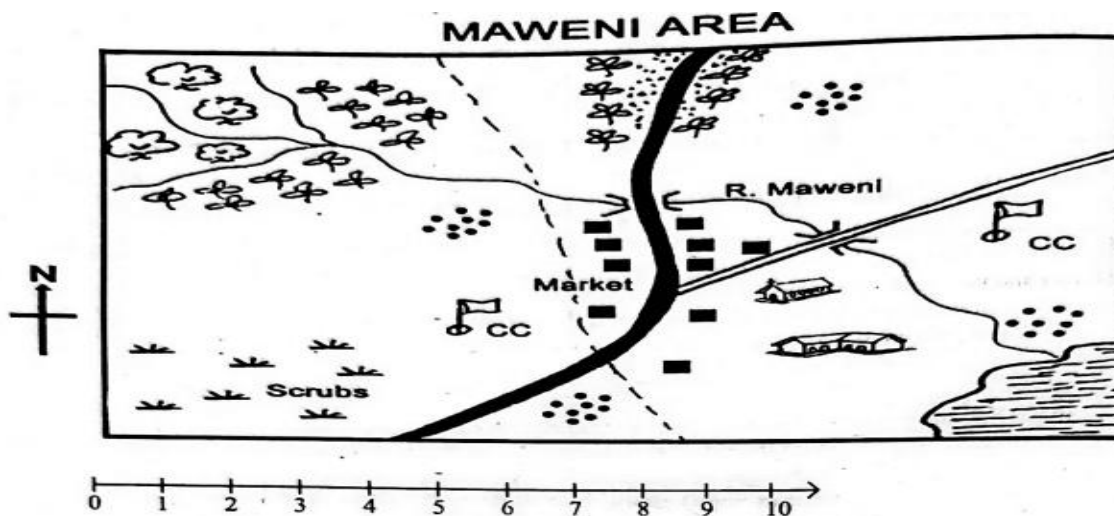 MAWENI AREA
R. Maweni
CC
N
Market
CC
Scrubs
0 1 2 3 4 5 6 7 8 9 10